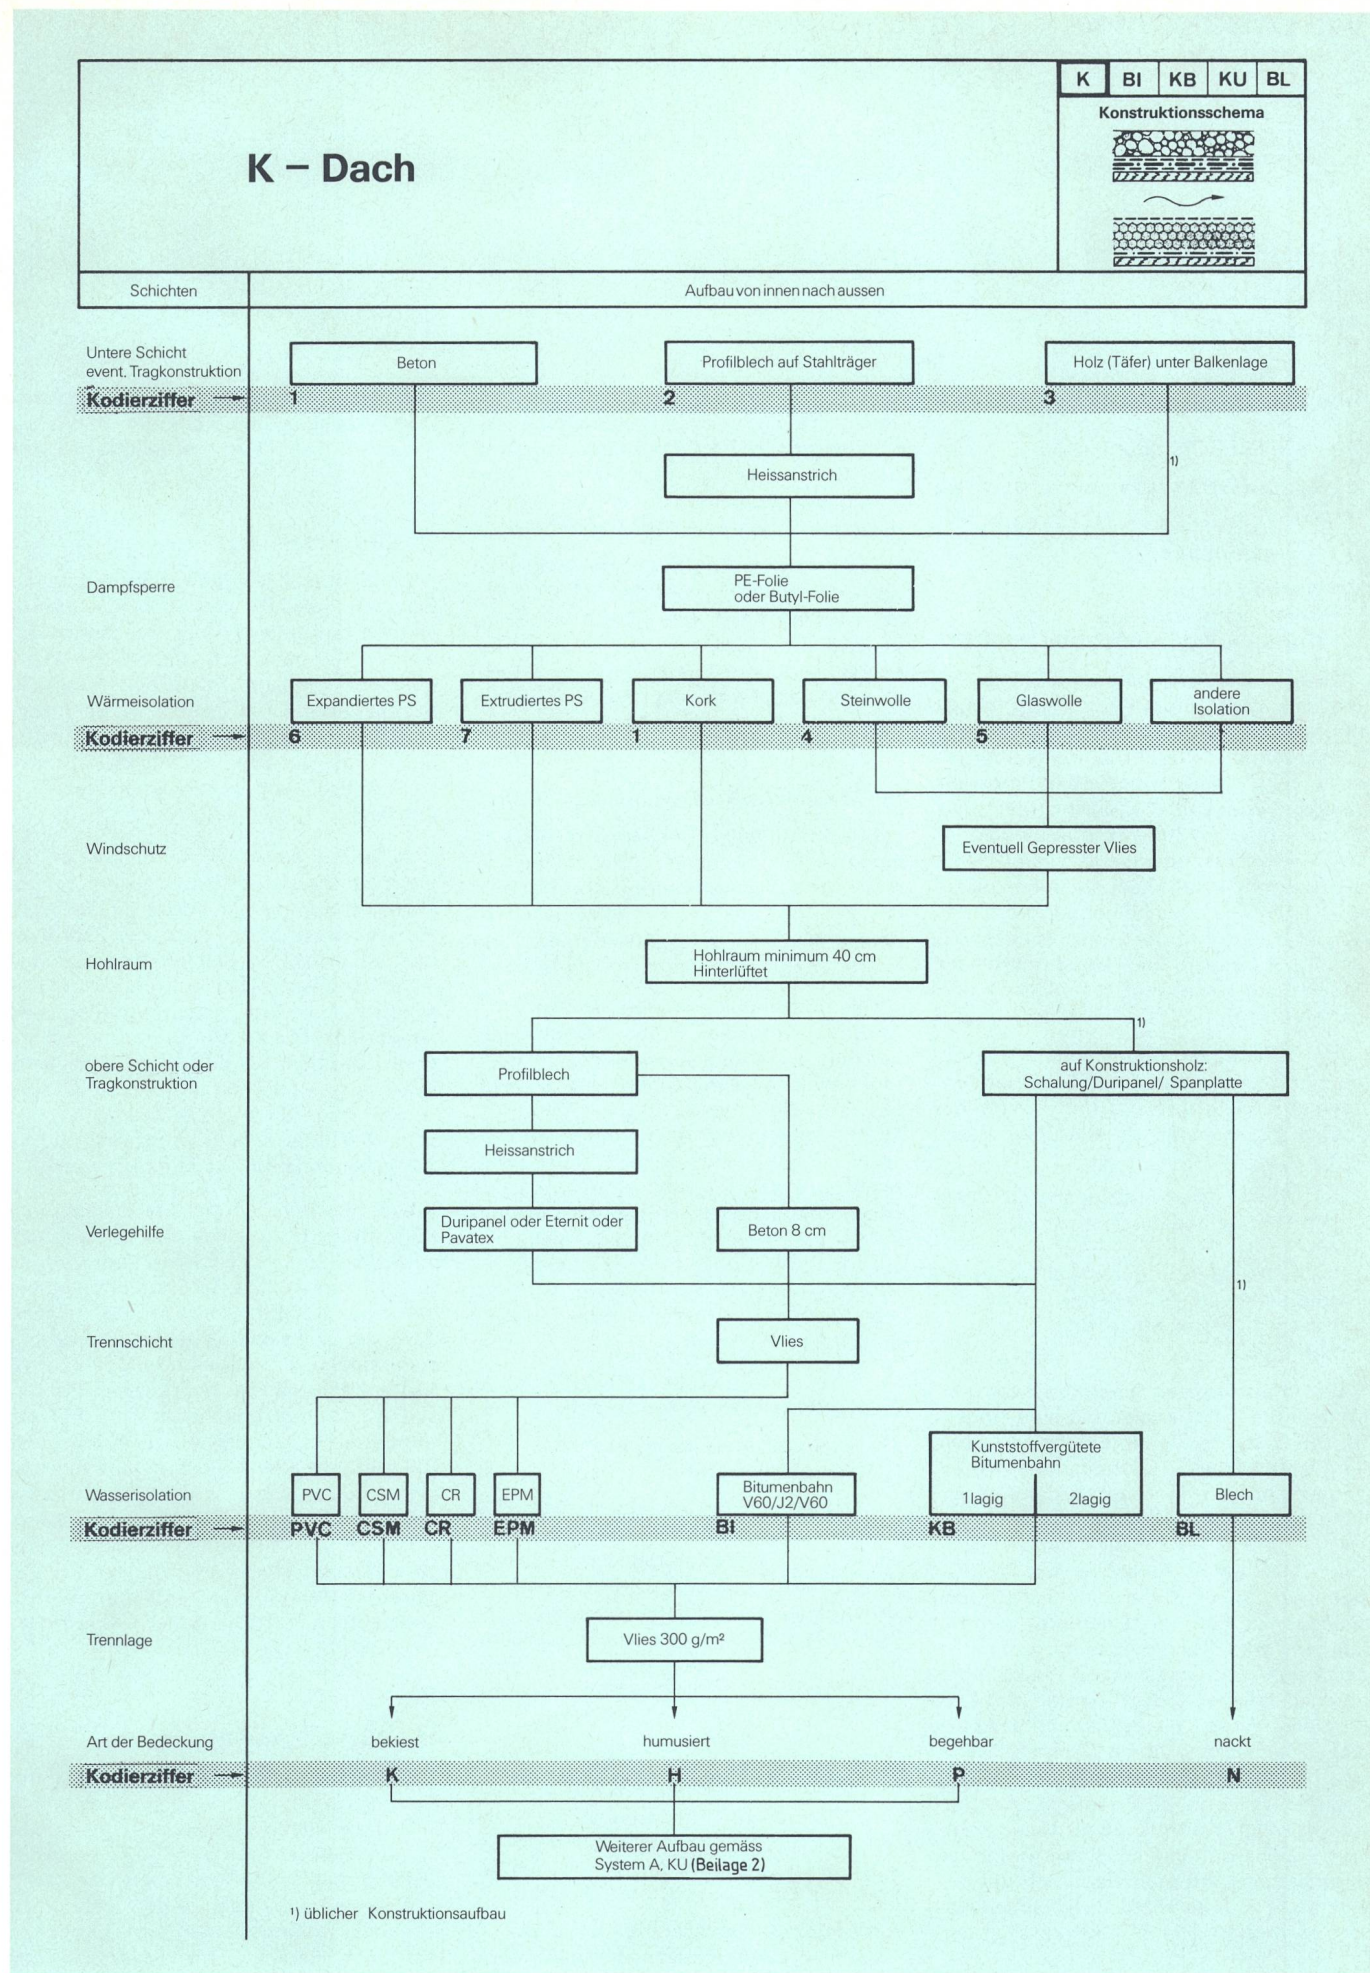 K BI KB KU BL
Konstruktionsschema
K – Dach
Schichten Aufbau von innen nach aussen
Untere Schicht
event. Tragkonstruktion
Beton Profilblech auf Stahlträger Holz (Täfer) unter Balkenlage
Kodierziffer 1 2 3
Heissanstrich 1)
Dampfsperre
PE-Folie
oder Butyl-Folie
Wärmeisolation Expandiertes PS Extrudiertes PS Kork Steinwolle Glaswolle andere
Isolation
Kodierziffer 6 7 1 4 5
Windschutz Eventuell Gepresster Vlies
Hohlraum
Hohlraum minimum 40 cm
Hinterlüftet
1)
obere Schicht oder
Tragkonstruktion
Profilblech
auf Konstruktionsholz:
Schalung/Duripanel/ Spanplatte
Heissanstrich
Verlegehilfe
Duripanel oder Eternit oder
Pavatex
Beton 8 cm
1)
Trennschicht Vlies
Wasserisolation PVC CSM CR EPM
Bitumenbahn
V60/J2/V60
Kunststoffvergütete
Bitumenbahn
1lagig 2lagig
Blech
Kodierziffer PVC CSM CR EPM BI KB BL
Trennlage Vlies 300 g/m²
Art der Bedeckung bekiest humusiert begehbar nackt
Kodierziffer K H P N
Weiterer Aufbau gemäss
System A, KU (Beilage 2)
¹) üblicher Konstruktionsaufbau